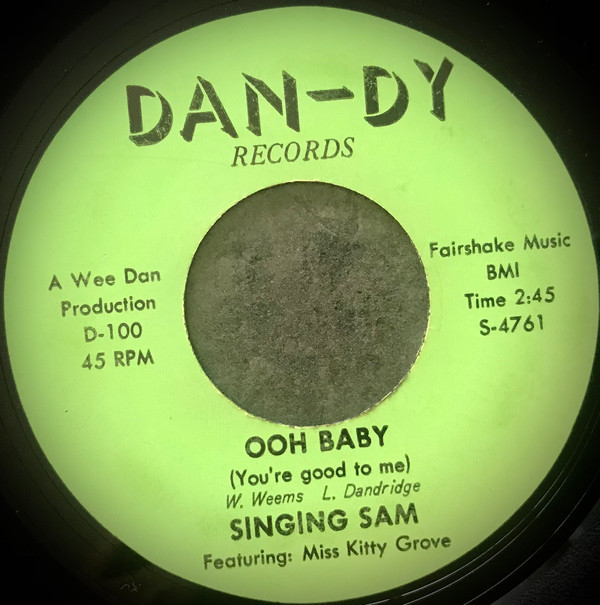 DAN-DY
RECORDS
A Wee Dan
Production
D-100
45 RPM
Fairshake Music
BMI
Time 2:45
S-4761
OOH BABY
(You're good to me)
W. Weems L. Dandridge
SINGING SAM
Featuring: Miss Kitty Grove